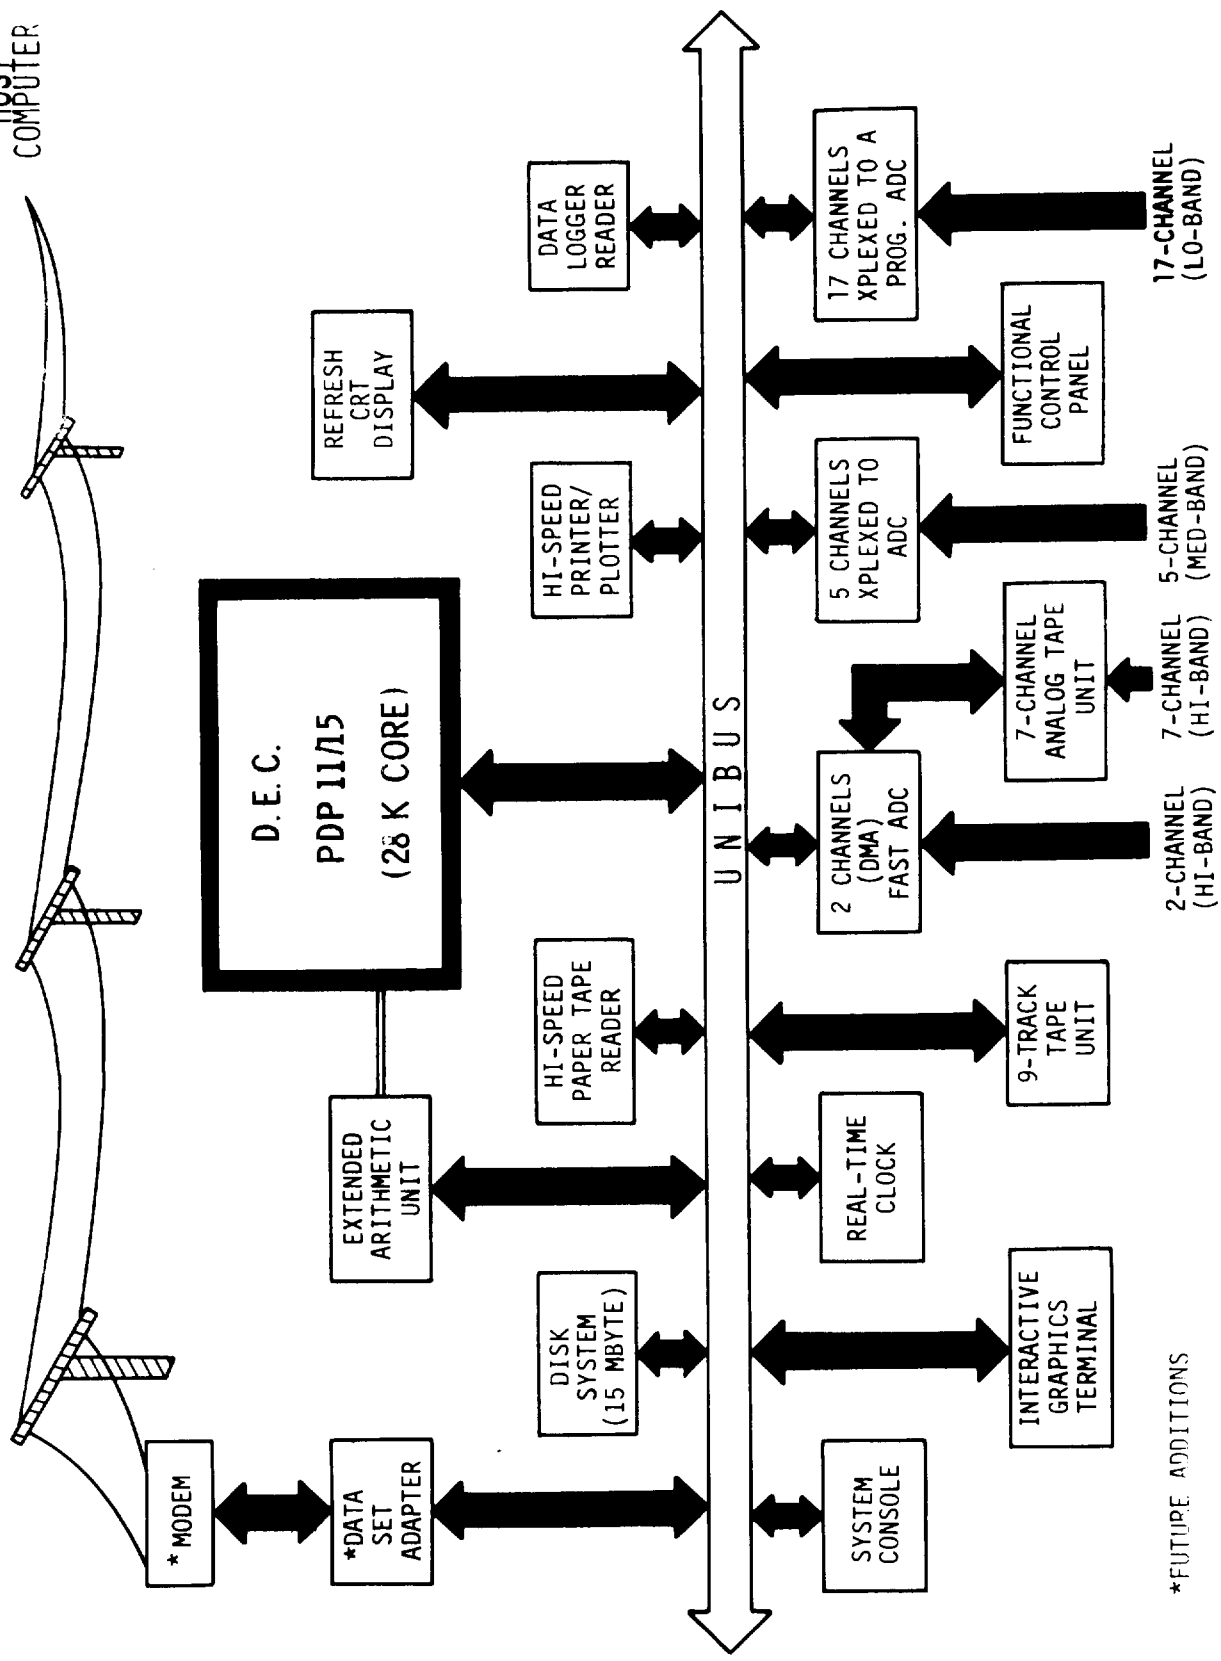 HOST
COMPUTER
*MODEM
*DATA
SET
ADAPTER
D.E.C.
PDP 11/15
(28 K CORE)
EXTENDED
ARITHMETIC
UNIT
REFRESH
CRT
DISPLAY
DISK
SYSTEM
(15 MBYTE)
HI-SPEED
PAPER TAPE
READER
HI-SPEED
PRINTER/
PLOTTER
DATA
LOGGER
READER
UNIBUS
SYSTEM
CONSOLE
REAL-TIME
CLOCK
2 CHANNELS
(DMA)
FAST ADC
5 CHANNELS
XPLEXED TO
ADC
17 CHANNELS
XPLEXED TO A
PROG. ADC
INTERACTIVE
GRAPHICS
TERMINAL
9-TRACK
TAPE
UNIT
7-CHANNEL
ANALOG TAPE
UNIT
FUNCTIONAL
CONTROL
PANEL
2-CHANNEL
(HI-BAND)
7-CHANNEL
(HI-BAND)
5-CHANNEL
(MED-BAND)
17-CHANNEL
(LO-BAND)
*FUTURE ADDITIONS